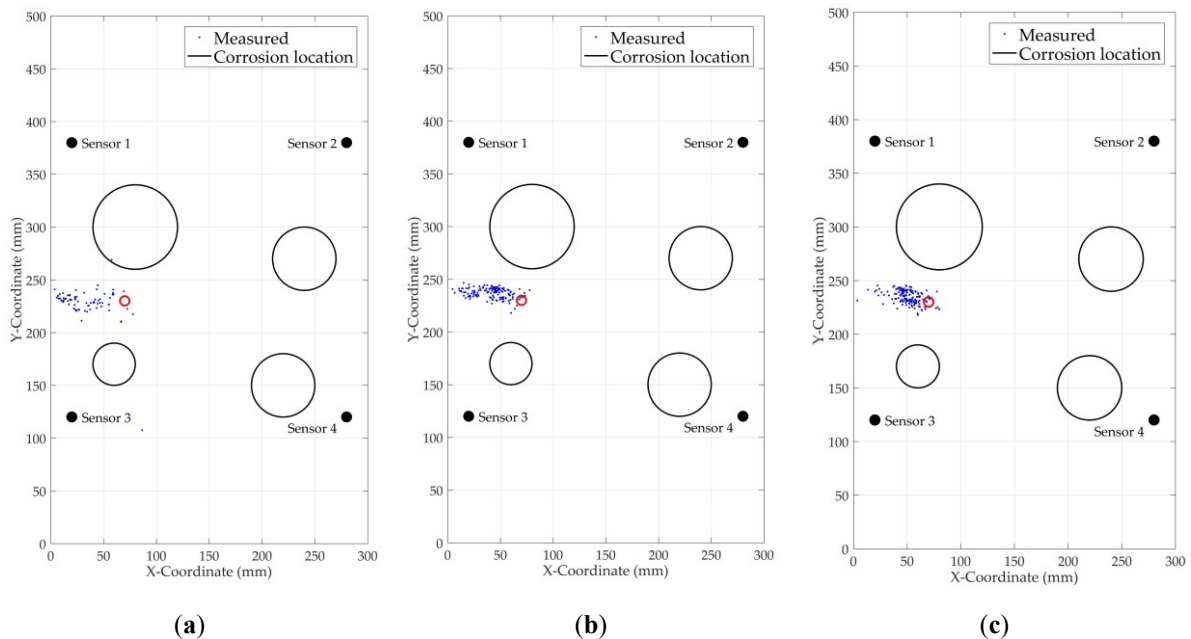 500
450
400
350
300
250
200
150
100
50
0
0 50 100 150 200 250 300
Y-Coordinate (mm)
X-Coordinate (mm)
Measured
Corrosion location
Sensor 1
Sensor 2
Sensor 3
Sensor 4
(a)
500
450
400
350
300
250
200
150
100
50
0
0 50 100 150 200 250 300
Y-Coordinate (mm)
X-Coordinate (mm)
Measured
Corrosion location
Sensor 1
Sensor 2
Sensor 3
Sensor 4
(b)
500
450
400
350
300
250
200
150
100
50
0
0 50 100 150 200 250 300
Y-Coordinate (mm)
X-Coordinate (mm)
Measured
Corrosion location
Sensor 1
Sensor 2
Sensor 3
Sensor 4
(c)